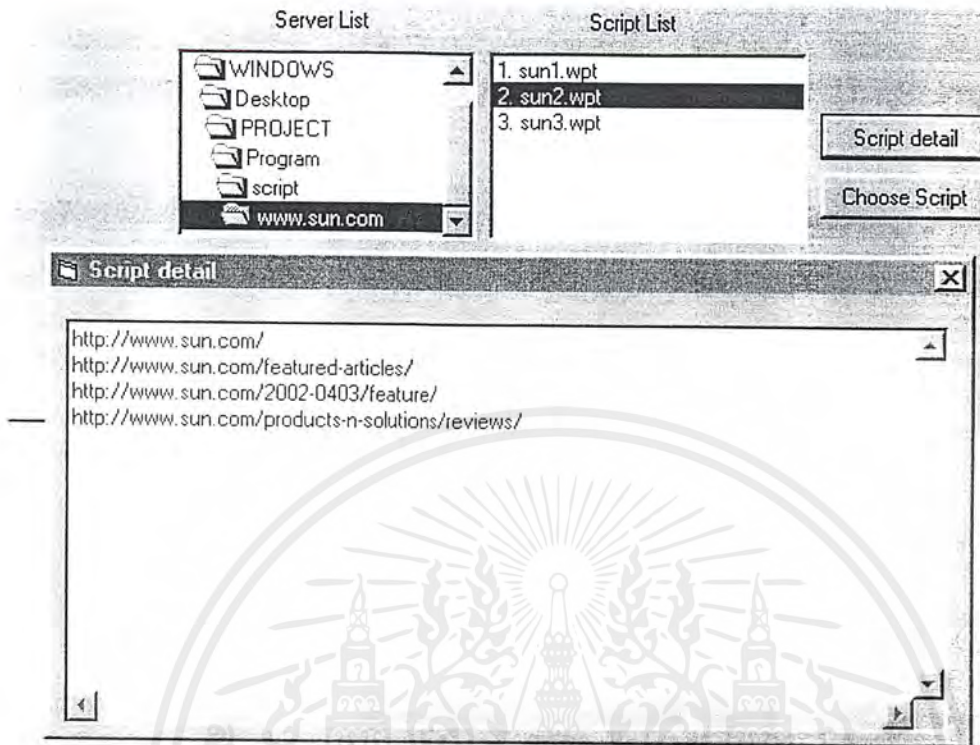 Server List
Script List
WINDOWS
Desktop
PROJECT
Program
script
www.sun.com
1. sun1.wpt
2. sun2.wpt
3. sun3.wpt
Script detail
Choose Script
Script detail
http://www.sun.com/
http://www.sun.com/featured-articles/
http://www.sun.com/2002-0403/feature/
http://www.sun.com/products-n-solutions/reviews/